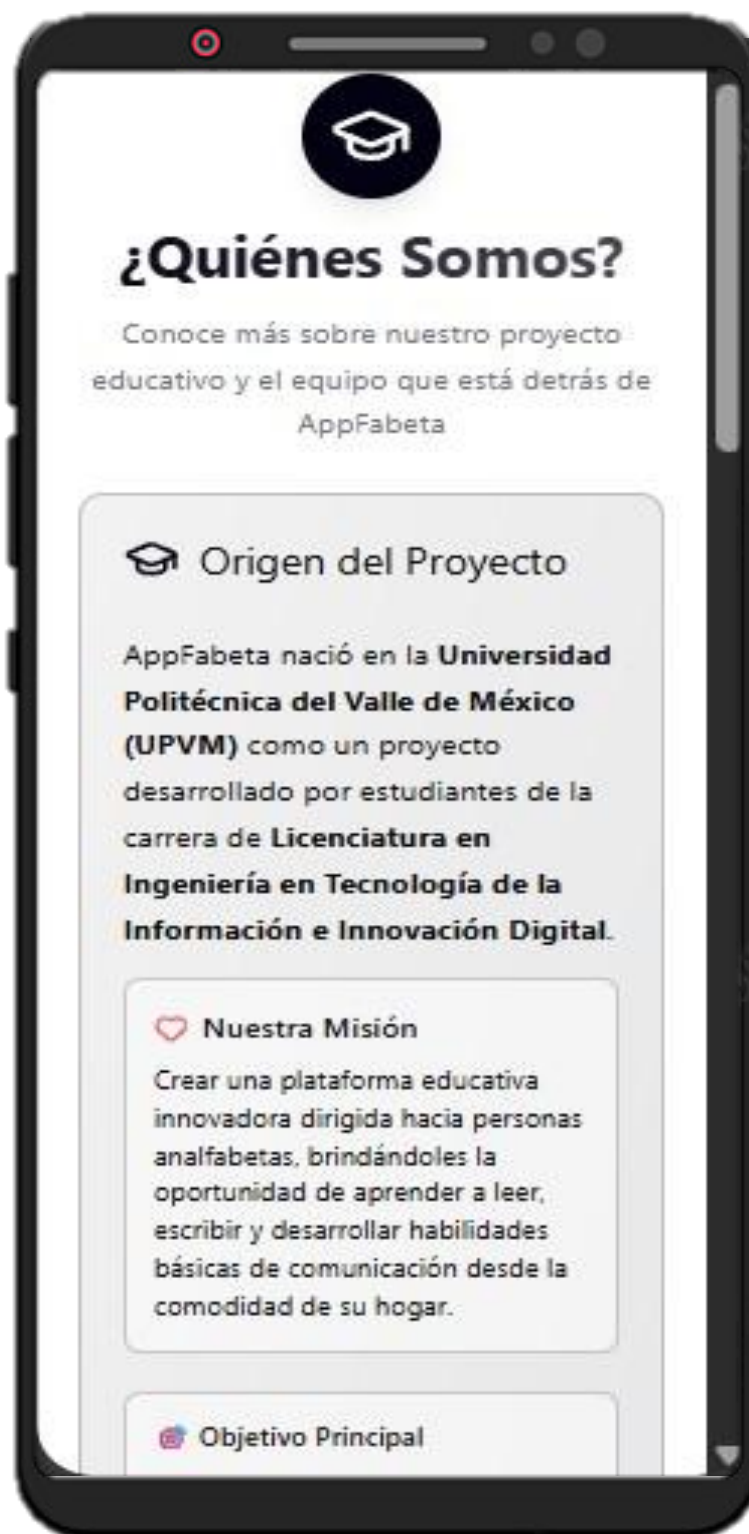 ¿Quiénes Somos?
Conoce más sobre nuestro proyecto
educativo y el equipo que está detrás de
AppFabeta
Origen del Proyecto
AppFabeta nació en la Universidad
Politécnica del Valle de México
(UPVM) como un proyecto
desarrollado por estudiantes de la
carrera de Licenciatura en
Ingeniería en Tecnología de la
Información e Innovación Digital.
Nuestra Misión
Crear una plataforma educativa
innovadora dirigida hacia personas
analfabetas, brindándoles la
oportunidad de aprender a leer,
escribir y desarrollar habilidades
básicas de comunicación desde la
comodidad de su hogar.
Objetivo Principal